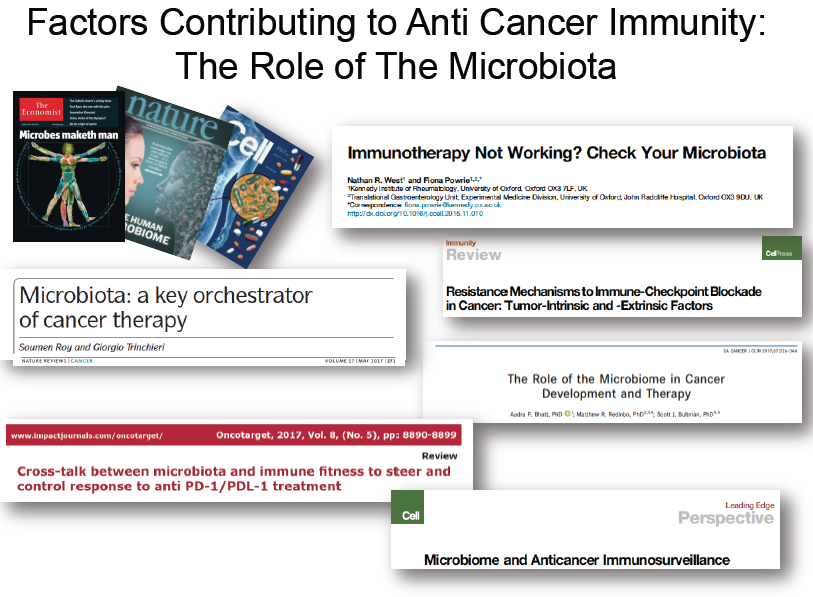 Factors Contributing to Anti Cancer Immunity:
The Role of The Microbiota
The
Economist
Microbes maketh man
nature
E HUMAN
OBIOME
Cell
Immunotherapy Not Working? Check Your Microbiota
Nathan R. West¹ and Fiona Powrie¹,²,*
¹Kennedy Institute of Rheumatology, University of Oxford, Oxford OX3 7LF, UK
²Translational Gastroenterology Unit, Experimental Medicine Division, University of Oxford, John Radcliffe Hospital, Oxford OX3 9DU, UK
*Correspondence: fiona.powrie@kennedy.ox.ac.uk
http://dx.doi.org/10.1016/j.ccell.2015.11.010
Immunity
Review
CellPress
Resistance Mechanisms to Immune-Checkpoint Blockade
in Cancer: Tumor-Intrinsic and -Extrinsic Factors
Microbiota: a key orchestrator
of cancer therapy
Soumen Roy and Giorgio Trinchieri
NATURE REVIEWS | CANCER
VOLUME 17 | MAY 2017 | 271
CA CANCER J CLIN 2017;67:326–344
The Role of the Microbiome in Cancer
Development and Therapy
Aadra P. Bhatt, PhD ¹, Matthew R. Redinbo, PhD²,³,⁴, Scott J. Bultman, PhD⁵,⁶
www.impactjournals.com/oncotarget/
Oncotarget, 2017, Vol. 8, (No. 5), pp: 8890-8899
Review
Cross-talk between microbiota and immune fitness to steer and
control response to anti PD-1/PDL-1 treatment
Cell
Leading Edge
Perspective
Microbiome and Anticancer Immunosurveillance